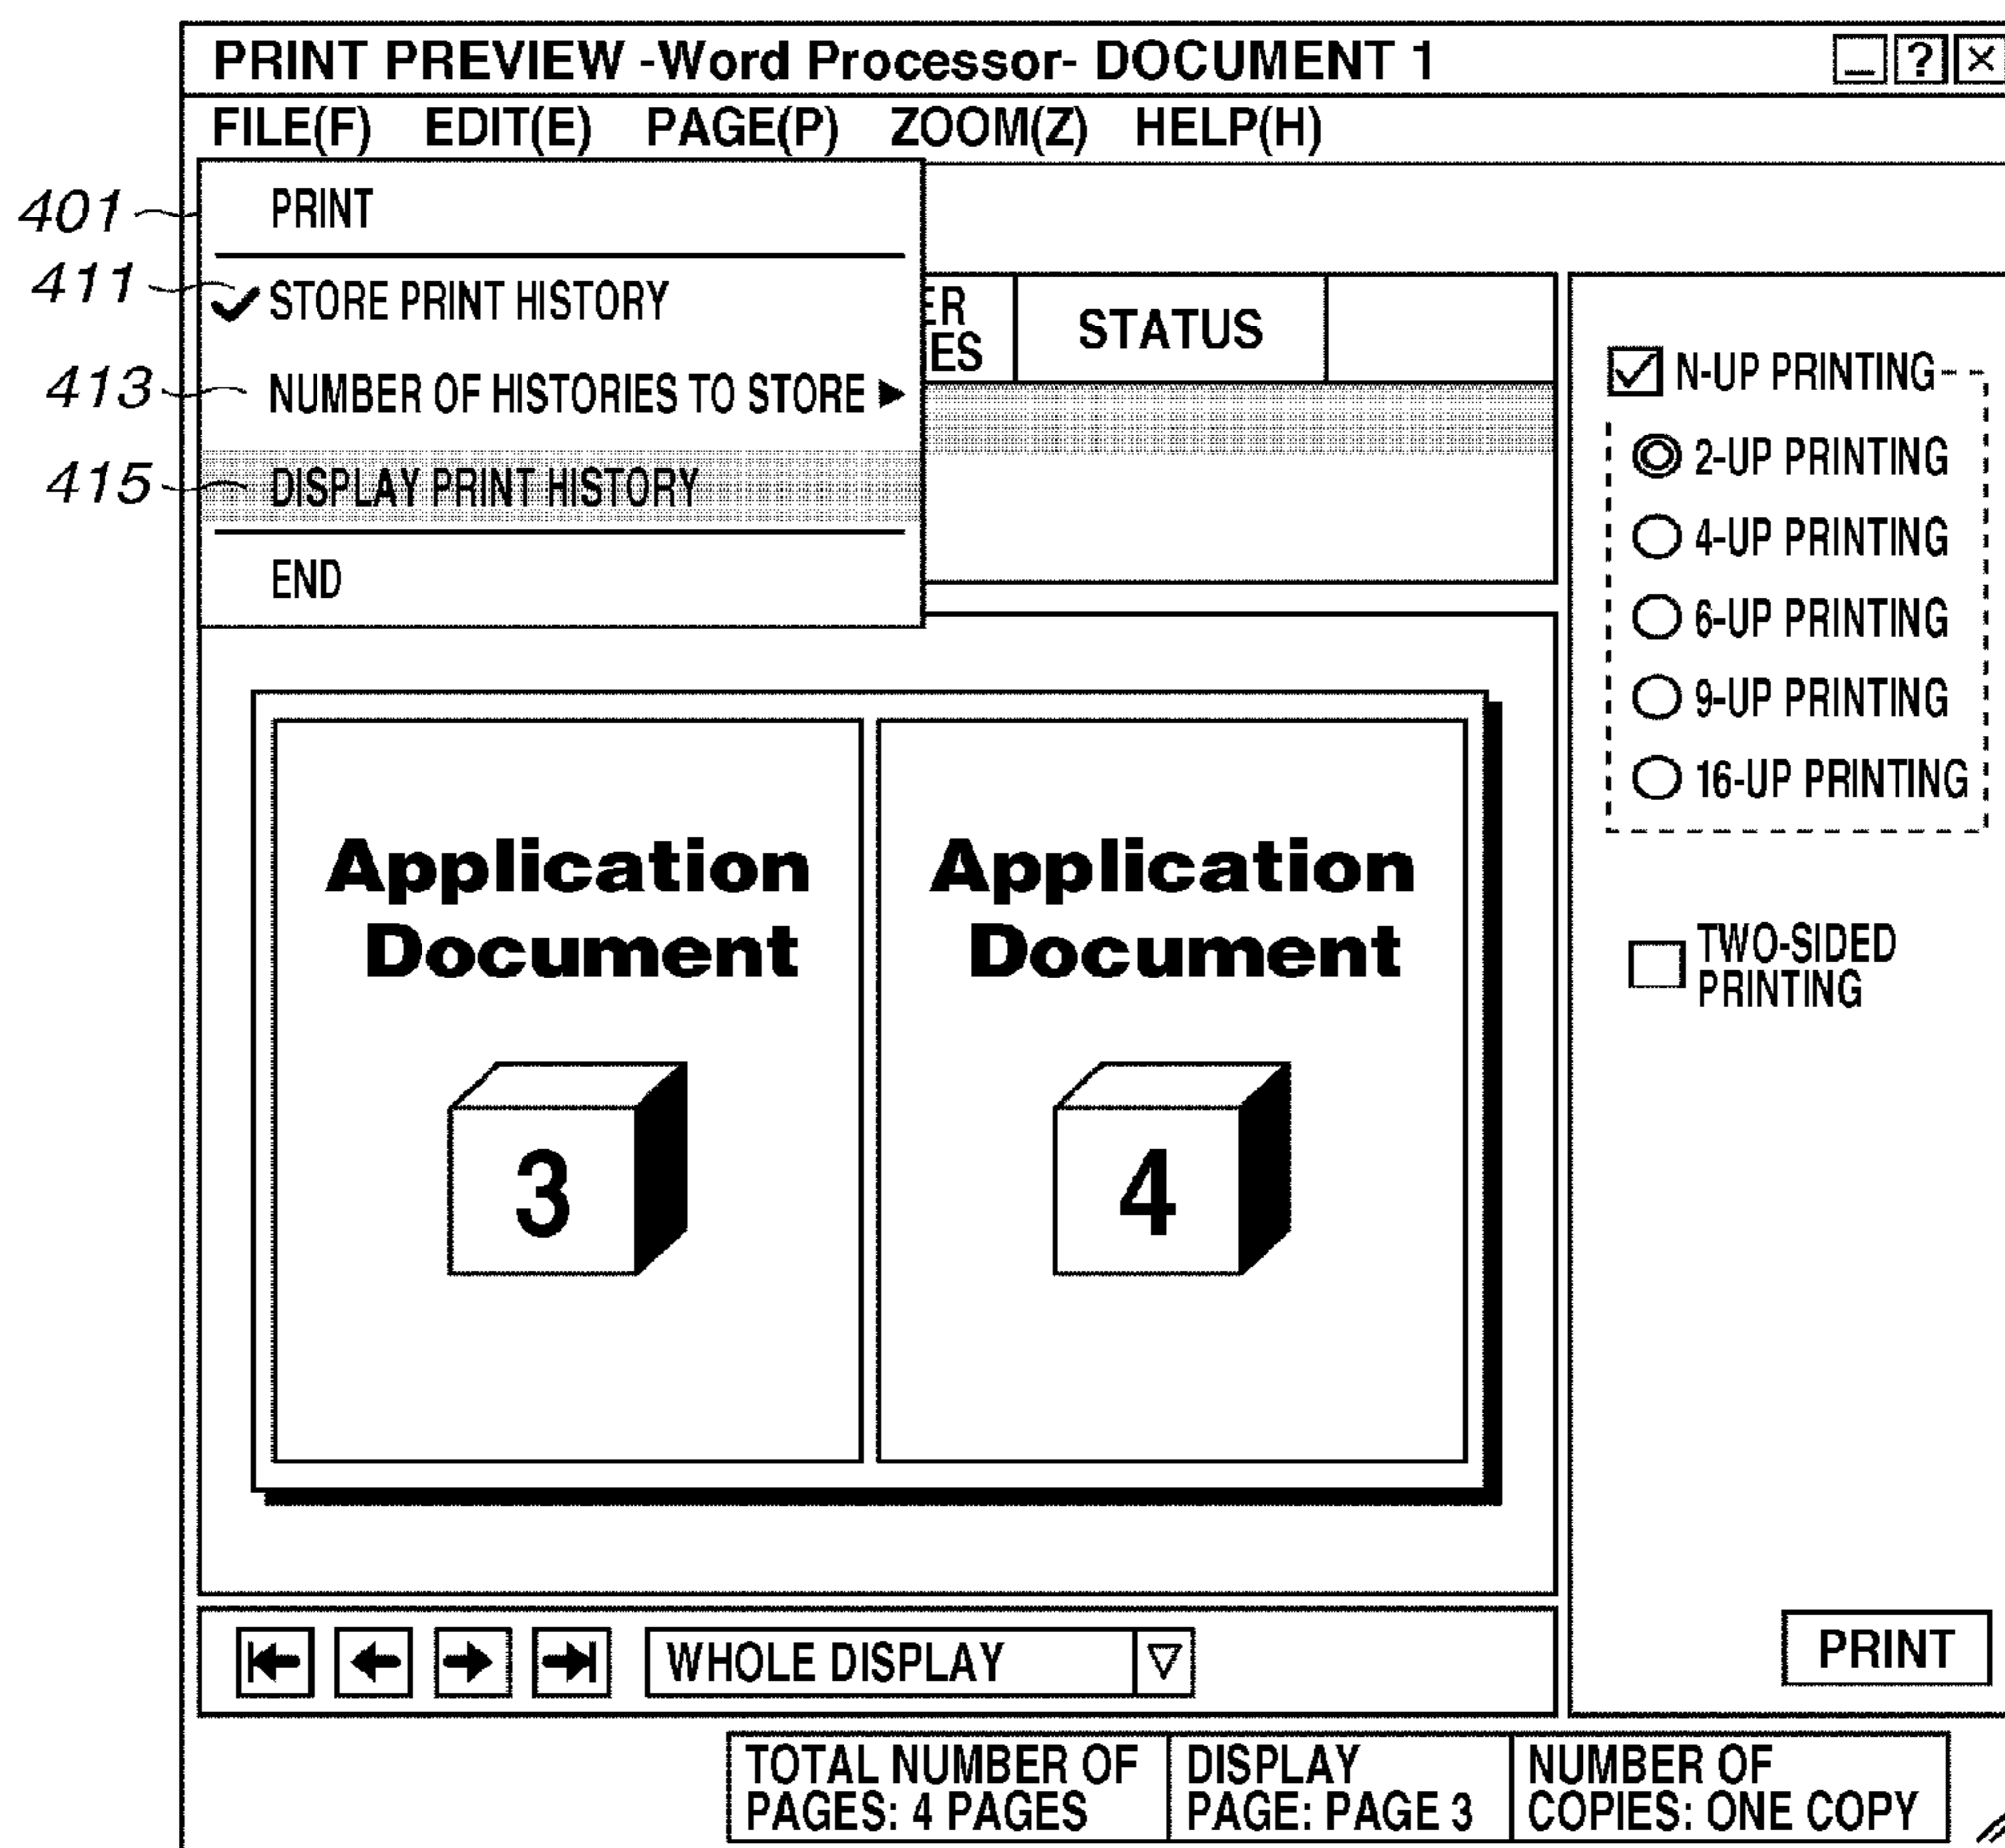 PRINT PREVIEW -Word Processor- DOCUMENT 1
FILE(F) EDIT(E) PAGE(P) ZOOM(Z) HELP(H)
401
PRINT
411
STORE PRINT HISTORY
413
NUMBER OF HISTORIES TO STORE
415
DISPLAY PRINT HISTORY
END
ER
ES
STATUS
N-UP PRINTING
2-UP PRINTING
4-UP PRINTING
6-UP PRINTING
9-UP PRINTING
16-UP PRINTING
TWO-SIDED
PRINTING
Application
Document
3
Application
Document
4
WHOLE DISPLAY
PRINT
TOTAL NUMBER OF
PAGES: 4 PAGES
DISPLAY
PAGE: PAGE 3
NUMBER OF
COPIES: ONE COPY